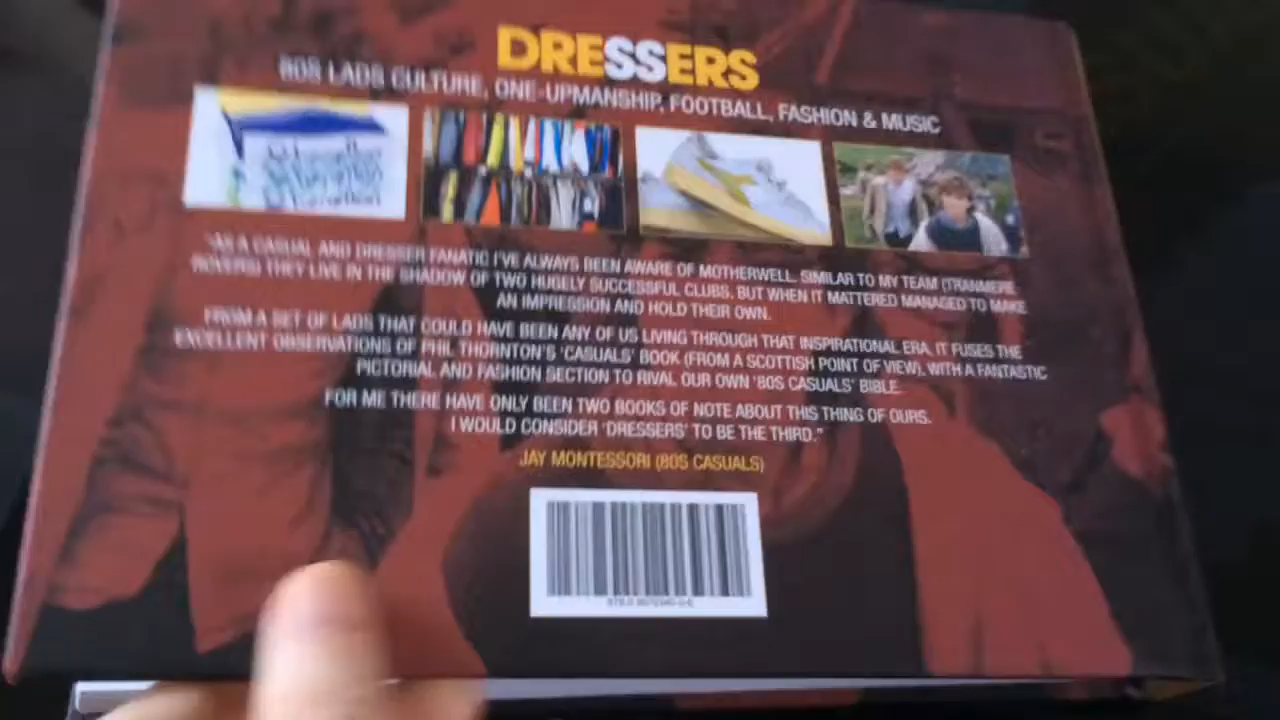 DRESSERS
80S LADS CULTURE, ONE-UPMANSHIP, FOOTBALL, FASHION & MUSIC
"AS A CASUAL AND DRESSER FANATIC I'VE ALWAYS BEEN AWARE OF MOTHERWELL. SIMILAR TO MY TEAM (TRANMERE
ROVERS) THEY LIVE IN THE SHADOW OF TWO HUGELY SUCCESSFUL CLUBS, BUT WHEN IT MATTERED MANAGED TO MAKE
AN IMPRESSION AND HOLD THEIR OWN.
FROM A SET OF LADS THAT COULD HAVE BEEN ANY OF US LIVING THROUGH THAT INSPIRATIONAL ERA, IT FUSES THE
EXCELLENT OBSERVATIONS OF PHIL THORNTON'S 'CASUALS' BOOK (FROM A SCOTTISH POINT OF VIEW), WITH A FANTASTIC
PICTORIAL AND FASHION SECTION TO RIVAL OUR OWN '80S CASUALS' BIBLE.
FOR ME THERE HAVE ONLY BEEN TWO BOOKS OF NOTE ABOUT THIS THING OF OURS.
I WOULD CONSIDER 'DRESSERS' TO BE THE THIRD."
JAY MONTESSORI (80S CASUALS)